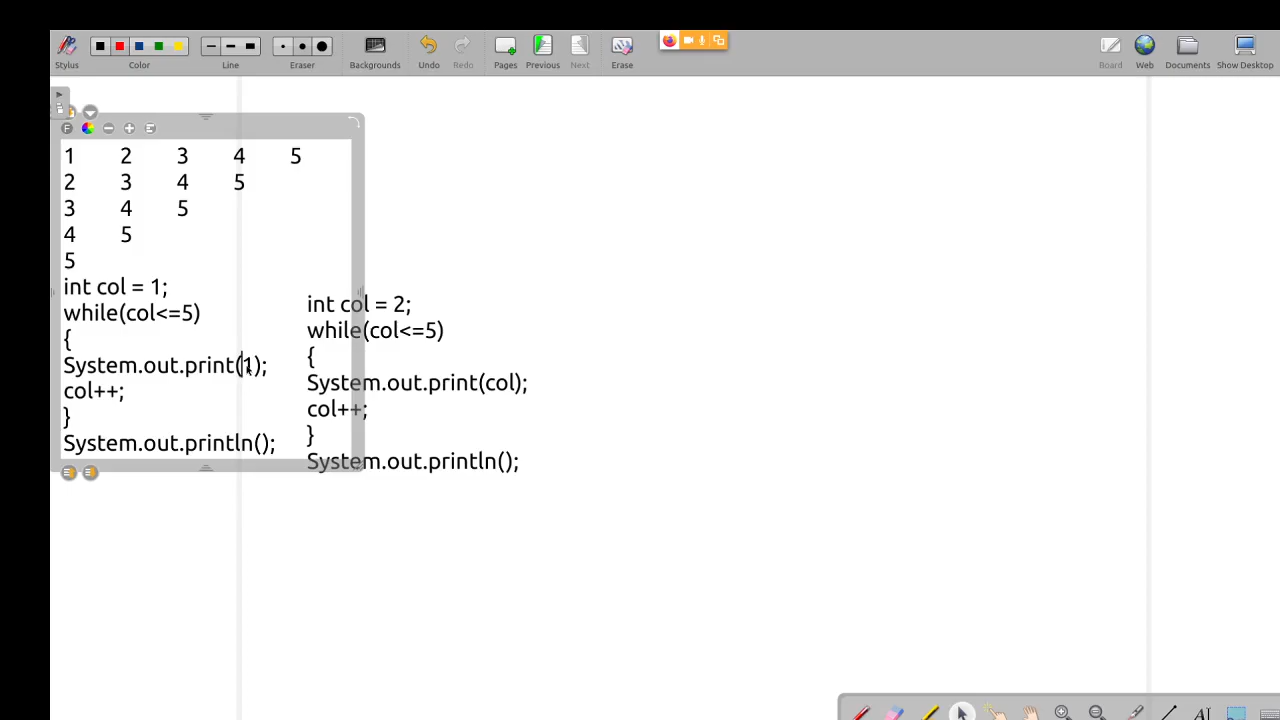 Stylus
Color
Line
Eraser
Backgrounds
Undo
Redo
Pages
Previous
Next
Erase
Board
Web
Documents
Show Desktop
F
1 2 3 4 5
2 3 4 5
3 4 5
4 5
5
int col = 1;
while(col<=5)
{
System.out.print(1);
col++;
}
System.out.println();
int col = 2;
while(col<=5)
{
System.out.print(col);
col++;
}
System.out.println();